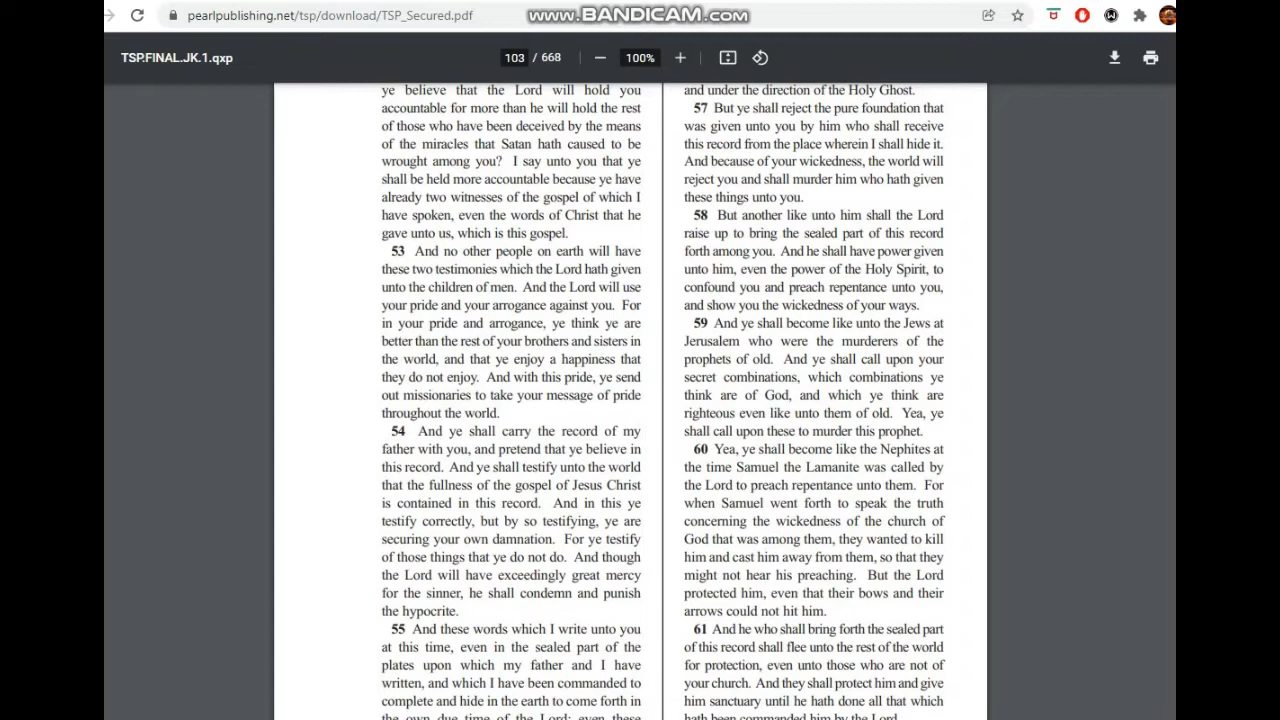 pearlpublishing.net/tsp/download/TSP_Secured.pdf
www.BANDICAM.com
TSP.FINAL.JK.1.qxp
103 / 668
100%
ye believe that the Lord will hold you
accountable for more than he will hold the rest
of those who have been deceived by the means
of the miracles that Satan hath caused to be
wrought among you? I say unto you that ye
shall be held more accountable because ye have
already two witnesses of the gospel of which I
have spoken, even the words of Christ that he
gave unto us, which is this gospel.
53 And no other people on earth will have
these two testimonies which the Lord hath given
unto the children of men. And the Lord will use
your pride and your arrogance against you. For
in your pride and arrogance, ye think ye are
better than the rest of your brothers and sisters in
the world, and that ye enjoy a happiness that
they do not enjoy. And with this pride, ye send
out missionaries to take your message of pride
throughout the world.
54 And ye shall carry the record of my
father with you, and pretend that ye believe in
this record. And ye shall testify unto the world
that the fullness of the gospel of Jesus Christ
is contained in this record. And in this ye
testify correctly, but by so testifying, ye are
securing your own damnation. For ye testify
of those things that ye do not do. And though
the Lord will have exceedingly great mercy
for the sinner, he shall condemn and punish
the hypocrite.
55 And these words which I write unto you
at this time, even in the sealed part of the
plates upon which my father and I have
written, and which I have been commanded to
complete and hide in the earth to come forth in
the own due time of the Lord; even these
and under the direction of the Holy Ghost.
57 But ye shall reject the pure foundation that
was given unto you by him who shall receive
this record from the place wherein I shall hide it.
And because of your wickedness, the world will
reject you and shall murder him who hath given
these things unto you.
58 But another like unto him shall the Lord
raise up to bring the sealed part of this record
forth among you. And he shall have power given
unto him, even the power of the Holy Spirit, to
confound you and preach repentance unto you,
and show you the wickedness of your ways.
59 And ye shall become like unto the Jews at
Jerusalem who were the murderers of the
prophets of old. And ye shall call upon your
secret combinations, which combinations ye
think are of God, and which ye think are
righteous even like unto them of old. Yea, ye
shall call upon these to murder this prophet.
60 Yea, ye shall become like the Nephites at
the time Samuel the Lamanite was called by
the Lord to preach repentance unto them. For
when Samuel went forth to speak the truth
concerning the wickedness of the church of
God that was among them, they wanted to kill
him and cast him away from them, so that they
might not hear his preaching. But the Lord
protected him, even that their bows and their
arrows could not hit him.
61 And he who shall bring forth the sealed part
of this record shall flee unto the rest of the world
for protection, even unto those who are not of
your church. And they shall protect him and give
him sanctuary until he hath done all that which
hath been commanded him by the Lord.